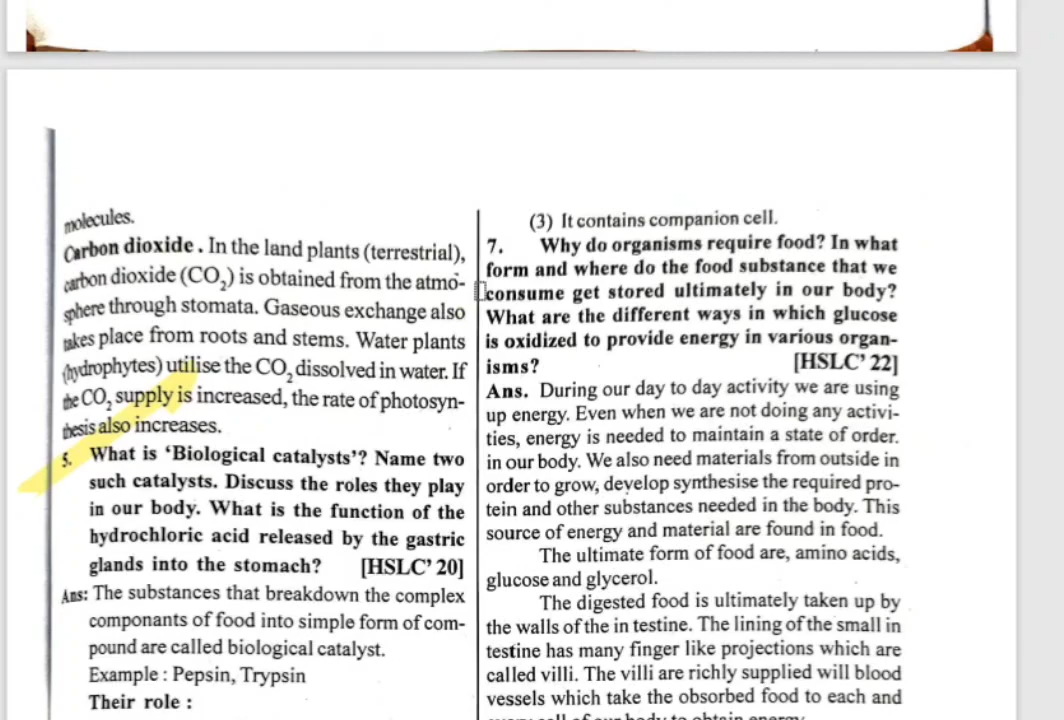 molecules.
Carbon dioxide. In the land plants (terrestrial),
carbon dioxide (CO₂) is obtained from the atmo-
sphere through stomata. Gaseous exchange also
takes place from roots and stems. Water plants
(hydrophytes) utilise the CO₂ dissolved in water. If
the CO₂ supply is increased, the rate of photosyn-
thesis also increases.
5. What is ‘Biological catalysts’? Name two
such catalysts. Discuss the roles they play
in our body. What is the function of the
hydrochloric acid released by the gastric
glands into the stomach? [HSLC’ 20]
Ans: The substances that breakdown the complex
componants of food into simple form of com-
pound are called biological catalyst.
Example : Pepsin, Trypsin
Their role :
(3) It contains companion cell.
7. Why do organisms require food? In what
form and where do the food substance that we
consume get stored ultimately in our body?
What are the different ways in which glucose
is oxidized to provide energy in various organ-
isms? [HSLC’ 22]
Ans. During our day to day activity we are using
up energy. Even when we are not doing any activi-
ties, energy is needed to maintain a state of order.
in our body. We also need materials from outside in
order to grow, develop synthesise the required pro-
tein and other substances needed in the body. This
source of energy and material are found in food.
The ultimate form of food are, amino acids,
glucose and glycerol.
The digested food is ultimately taken up by
the walls of the in testine. The lining of the small in
testine has many finger like projections which are
called villi. The villi are richly supplied will blood
vessels which take the obsorbed food to each and
every cell of our body to obtain energy